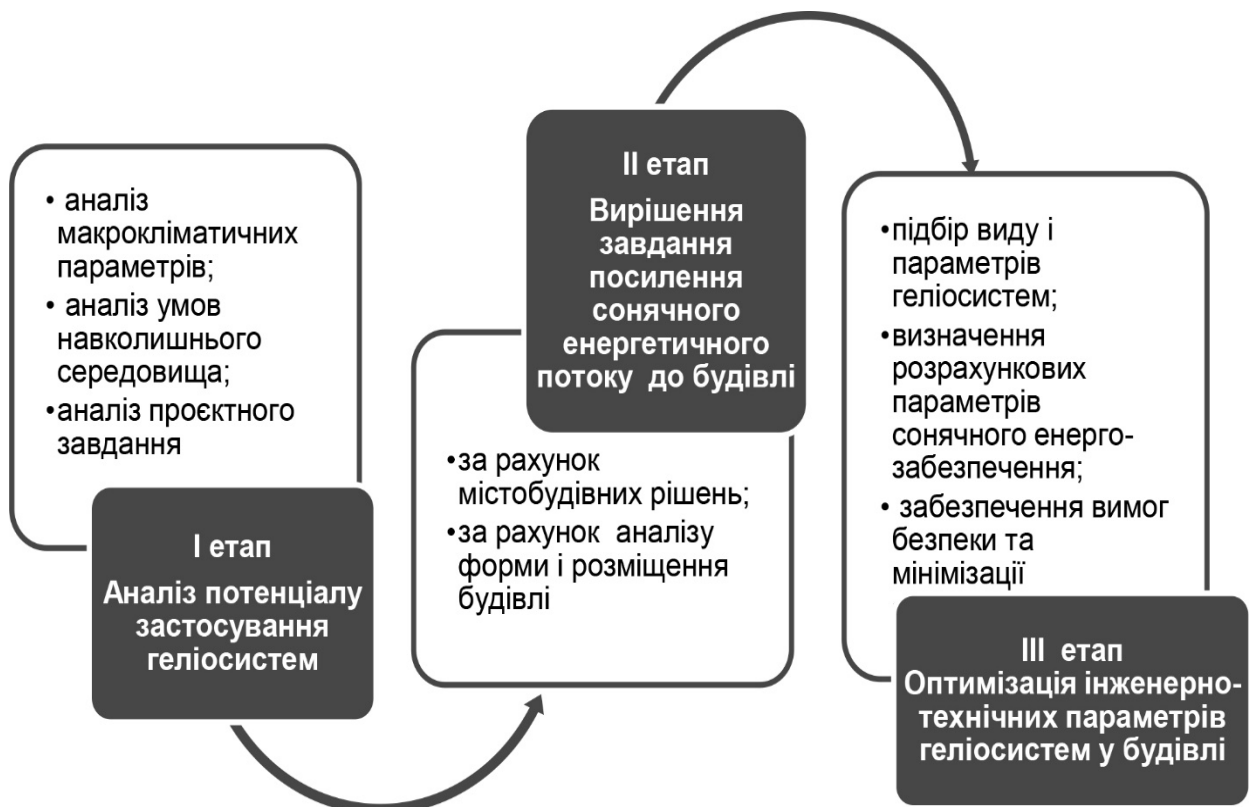 • аналіз
макрокліматичних
параметрів;
• аналіз умов
навколишнього
середовища;
•аналіз проєктного
завдання
І етап
Аналіз потенціалу
застосування
геліосистем
ІІ етап
Вирішення
завдання
посилення
сонячного
енергетичного
потоку до будівлі
•за рахунок
містобудівних рішень;
•за рахунок аналізу
форми і розміщення
будівлі
•підбір виду і
параметрів
геліосистем;
•визначення
розрахункових
параметрів
сонячного енерго-
забезпечення;
• забезпечення вимог
безпеки та
мінімізації
ІІІ етап
Оптимізація інженерно-
технічних параметрів
геліосистем у будівлі